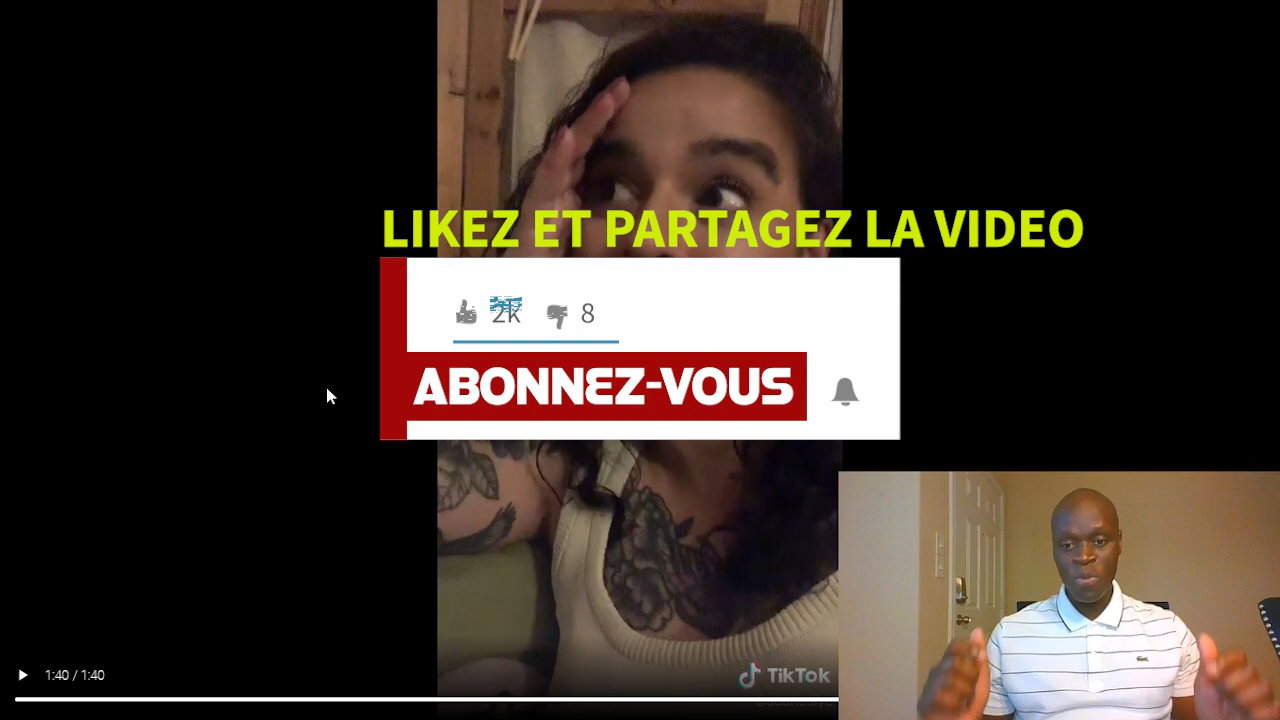 LIKEZ ET PARTAGEZ LA VIDEO
2k 8
ABONNEZ-VOUS
1:40 / 1:40
TikTok